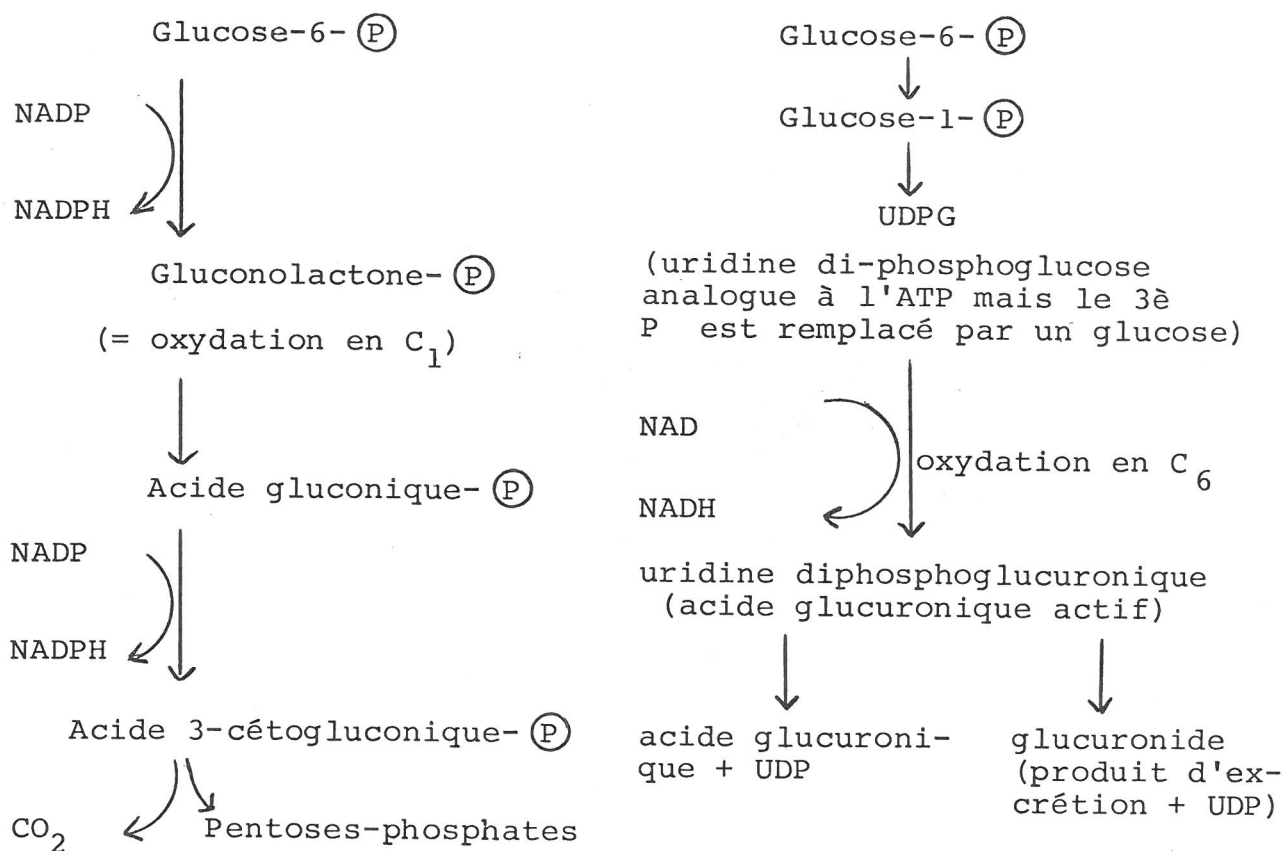 Glucose-6- Ⓟ
NADP
NADPH
Gluconolactone- Ⓟ
(= oxydation en C₁)
Acide gluconique- Ⓟ
NADP
NADPH
Acide 3-cétogluconique- Ⓟ
CO₂
Pentoses-phosphates
Glucose-6- Ⓟ
Glucose-1- Ⓟ
UDPG
(uridine di-phosphoglucose
analogue à l'ATP mais le 3è
P est remplacé par un glucose)
NAD
oxydation en C₆
NADH
uridine diphosphoglucuronique
(acide glucuronique actif)
acide glucuroni-
que + UDP
glucuronide
(produit d'ex-
crétion + UDP)